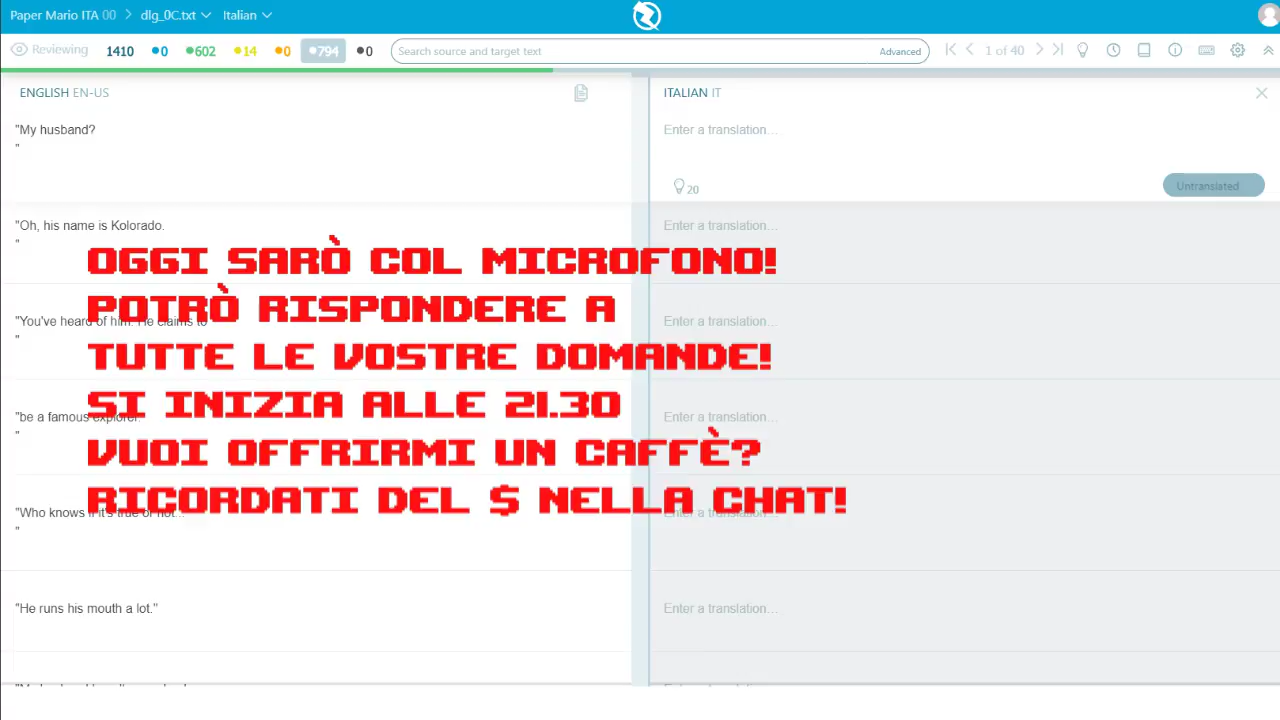 Paper Mario ITA 00 > dlg_0C.txt Italian
Reviewing 1410 0 602 14 0 794 0 Search source and target text Advanced 1 of 40
ENGLISH EN-US
ITALIAN IT
"My husband?
"
Enter a translation...
20
Untranslated
"Oh, his name is Kolorado.
"
Enter a translation...
OGGI SARÒ COL MICROFONO!
POTRÒ RISPONDERE A
"You've heard of him. He claims to
"
Enter a translation...
TUTTE LE VOSTRE DOMANDE!
SI INIZIA ALLE 21.30
"be a famous explorer.
"
Enter a translation...
VUOI OFFRIRMI UN CAFFÈ?
RICORDATI DEL $ NELLA CHAT!
"Who knows if it's true or not...
"
Enter a translation...
"He runs his mouth a lot."
Enter a translation...